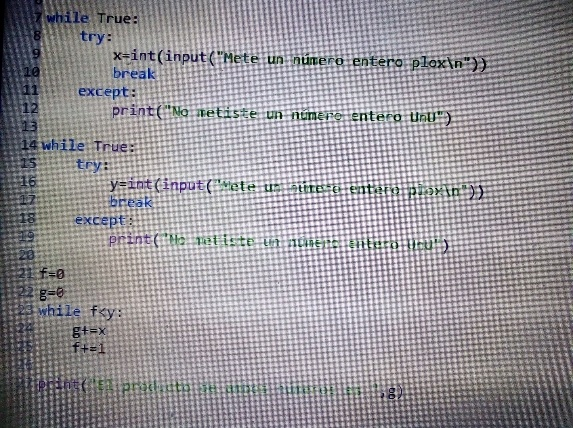 7 while True:
8 try:
9 x=int(input("Mete un número entero plox\n"))
10 break
11 except:
12 print("No metiste un número entero UnU")
13
14 while True:
15 try:
16 y=int(input("Mete un número entero plox\n"))
17 break
18 except:
19 print("No metiste un número entero UnU")
20
21 f=0
22 g=0
23 while f<y:
24 g+=x
25 f+=1
27 print("El producto de ambos números es ",g)